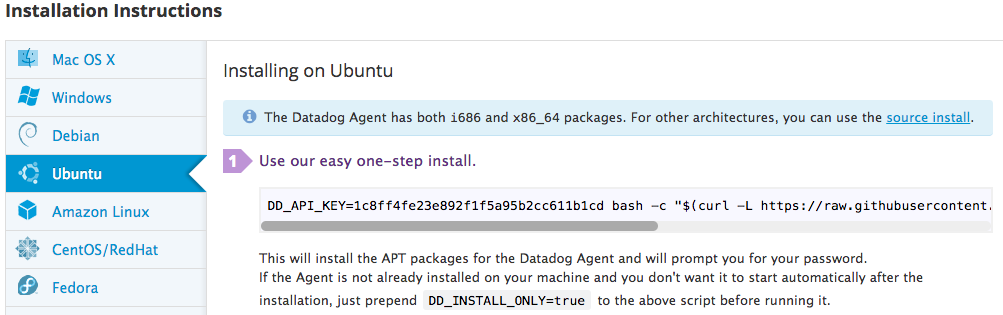 Installation Instructions
Mac OS X
Windows
Debian
Ubuntu
Amazon Linux
CentOS/RedHat
Fedora
Installing on Ubuntu
The Datadog Agent has both i686 and x86_64 packages. For other architectures, you can use the source install.
1 Use our easy one-step install.
DD_API_KEY=1c8ff4fe23e892f1f5a95b2cc611b1cd bash -c "$(curl -L https://raw.githubusercontent.
This will install the APT packages for the Datadog Agent and will prompt you for your password.
If the Agent is not already installed on your machine and you don't want it to start automatically after the
installation, just prepend DD_INSTALL_ONLY=true to the above script before running it.